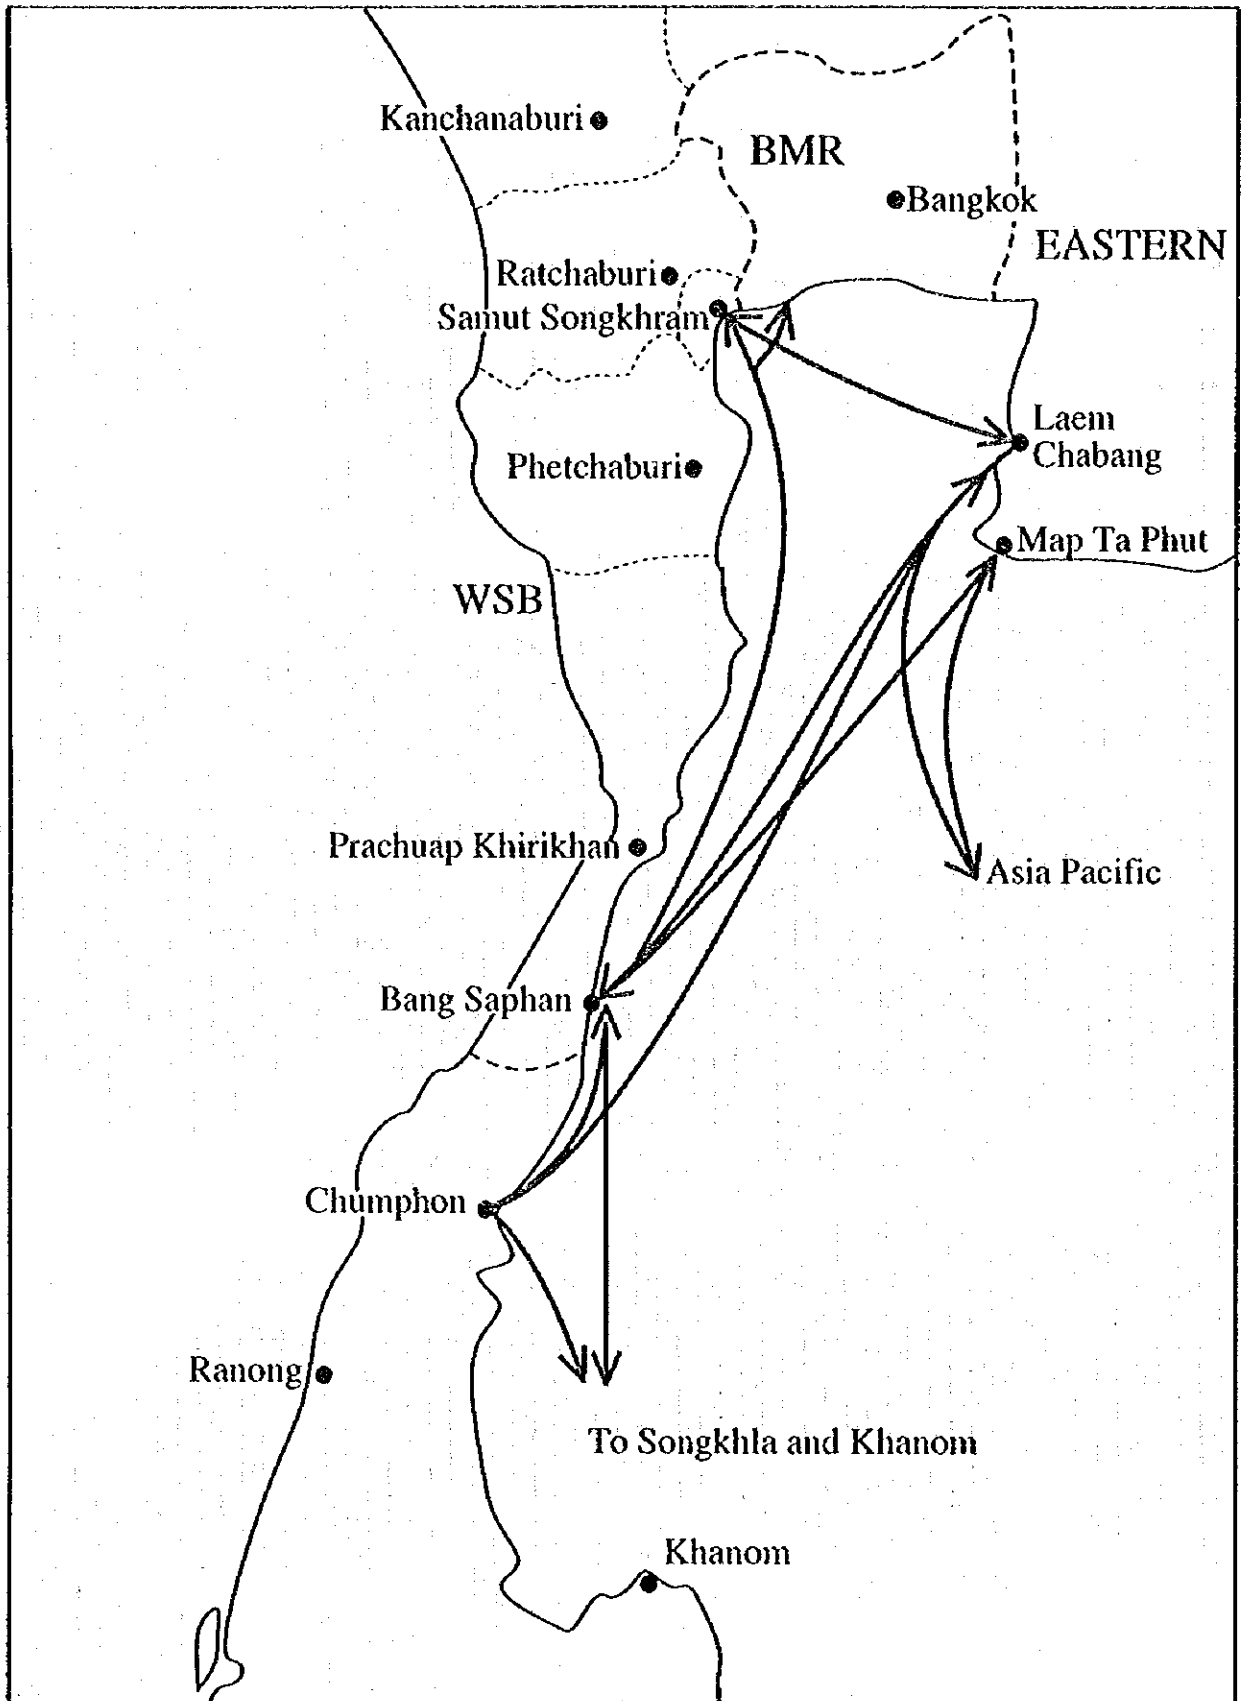 Kanchanaburi
BMR
Bangkok
EASTERN
Ratchaburi
Samut Songkhram
Laem
Chabang
Phetchaburi
Map Ta Phut
WSB
Prachuap Khirikhan
Asia Pacific
Bang Saphan
Chumphon
Ranong
To Songkhla and Khanom
Khanom